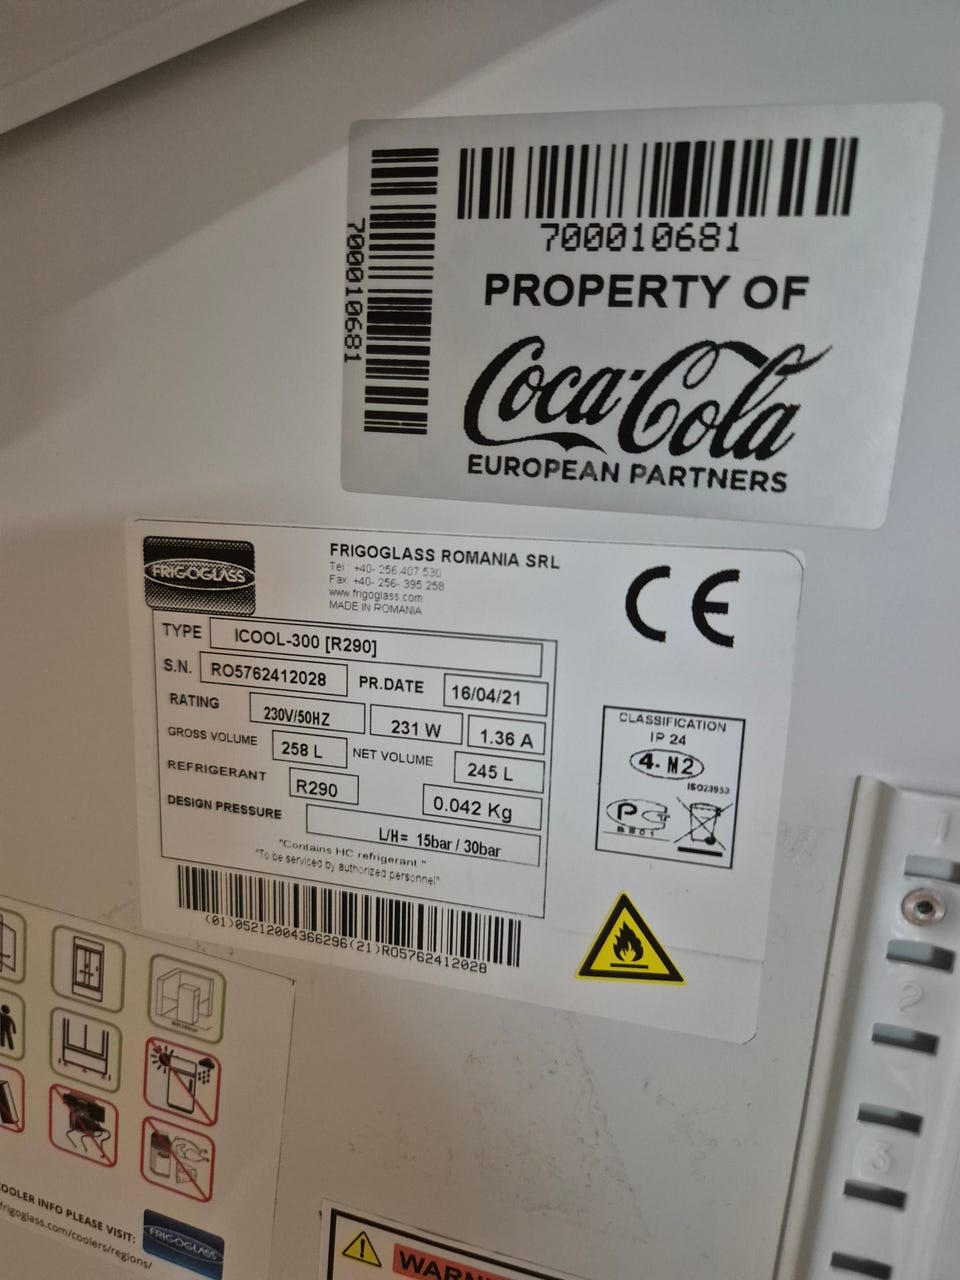 700010681
700010681
PROPERTY OF
Coca-Cola
EUROPEAN PARTNERS
FRIGOGLASS
FRIGOGLASS ROMANIA SRL
Tel: +40- 256.407.530
Fax: +40- 256- 395 258
www.frigoglass.com
MADE IN ROMANIA
CE
TYPE ICOOL-300 [R290]
S.N. RO5762412028 PR.DATE 16/04/21
RATING 230V/50HZ 231 W 1.36 A
GROSS VOLUME 258 L NET VOLUME 245 L
REFRIGERANT R290 0.042 Kg
DESIGN PRESSURE L/H= 15bar / 30bar
"Contains HC refrigerant "
"To be serviced by authorized personnel"
(01)05212004366296(21)RO5762412028
CLASSIFICATION
IP 24
4- M2
ISO23953
OOLER INFO PLEASE VISIT:
frigoglass.com/coolers/regions/
FRIGOGLASS
WARN
1
2
3